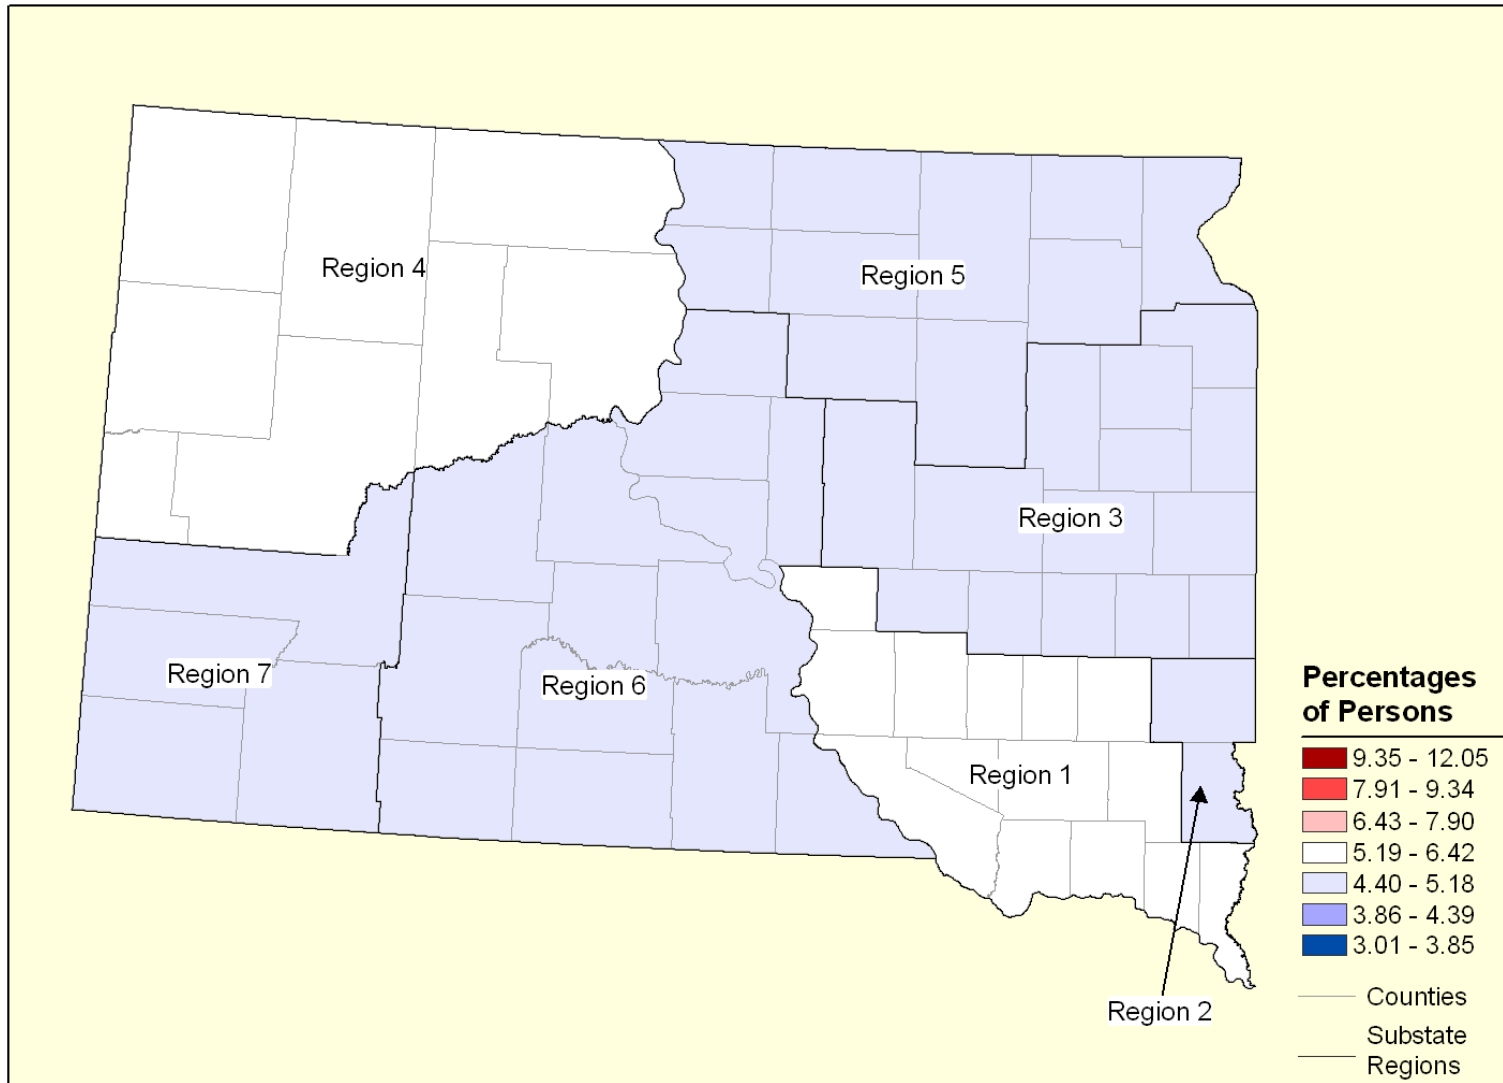 Region 4
Region 5
Region 3
Region 7
Region 6
Region 1
Region 2
Percentages
of Persons
9.35 - 12.05
7.91 - 9.34
6.43 - 7.90
5.19 - 6.42
4.40 - 5.18
3.86 - 4.39
3.01 - 3.85
Counties
Substate
Regions